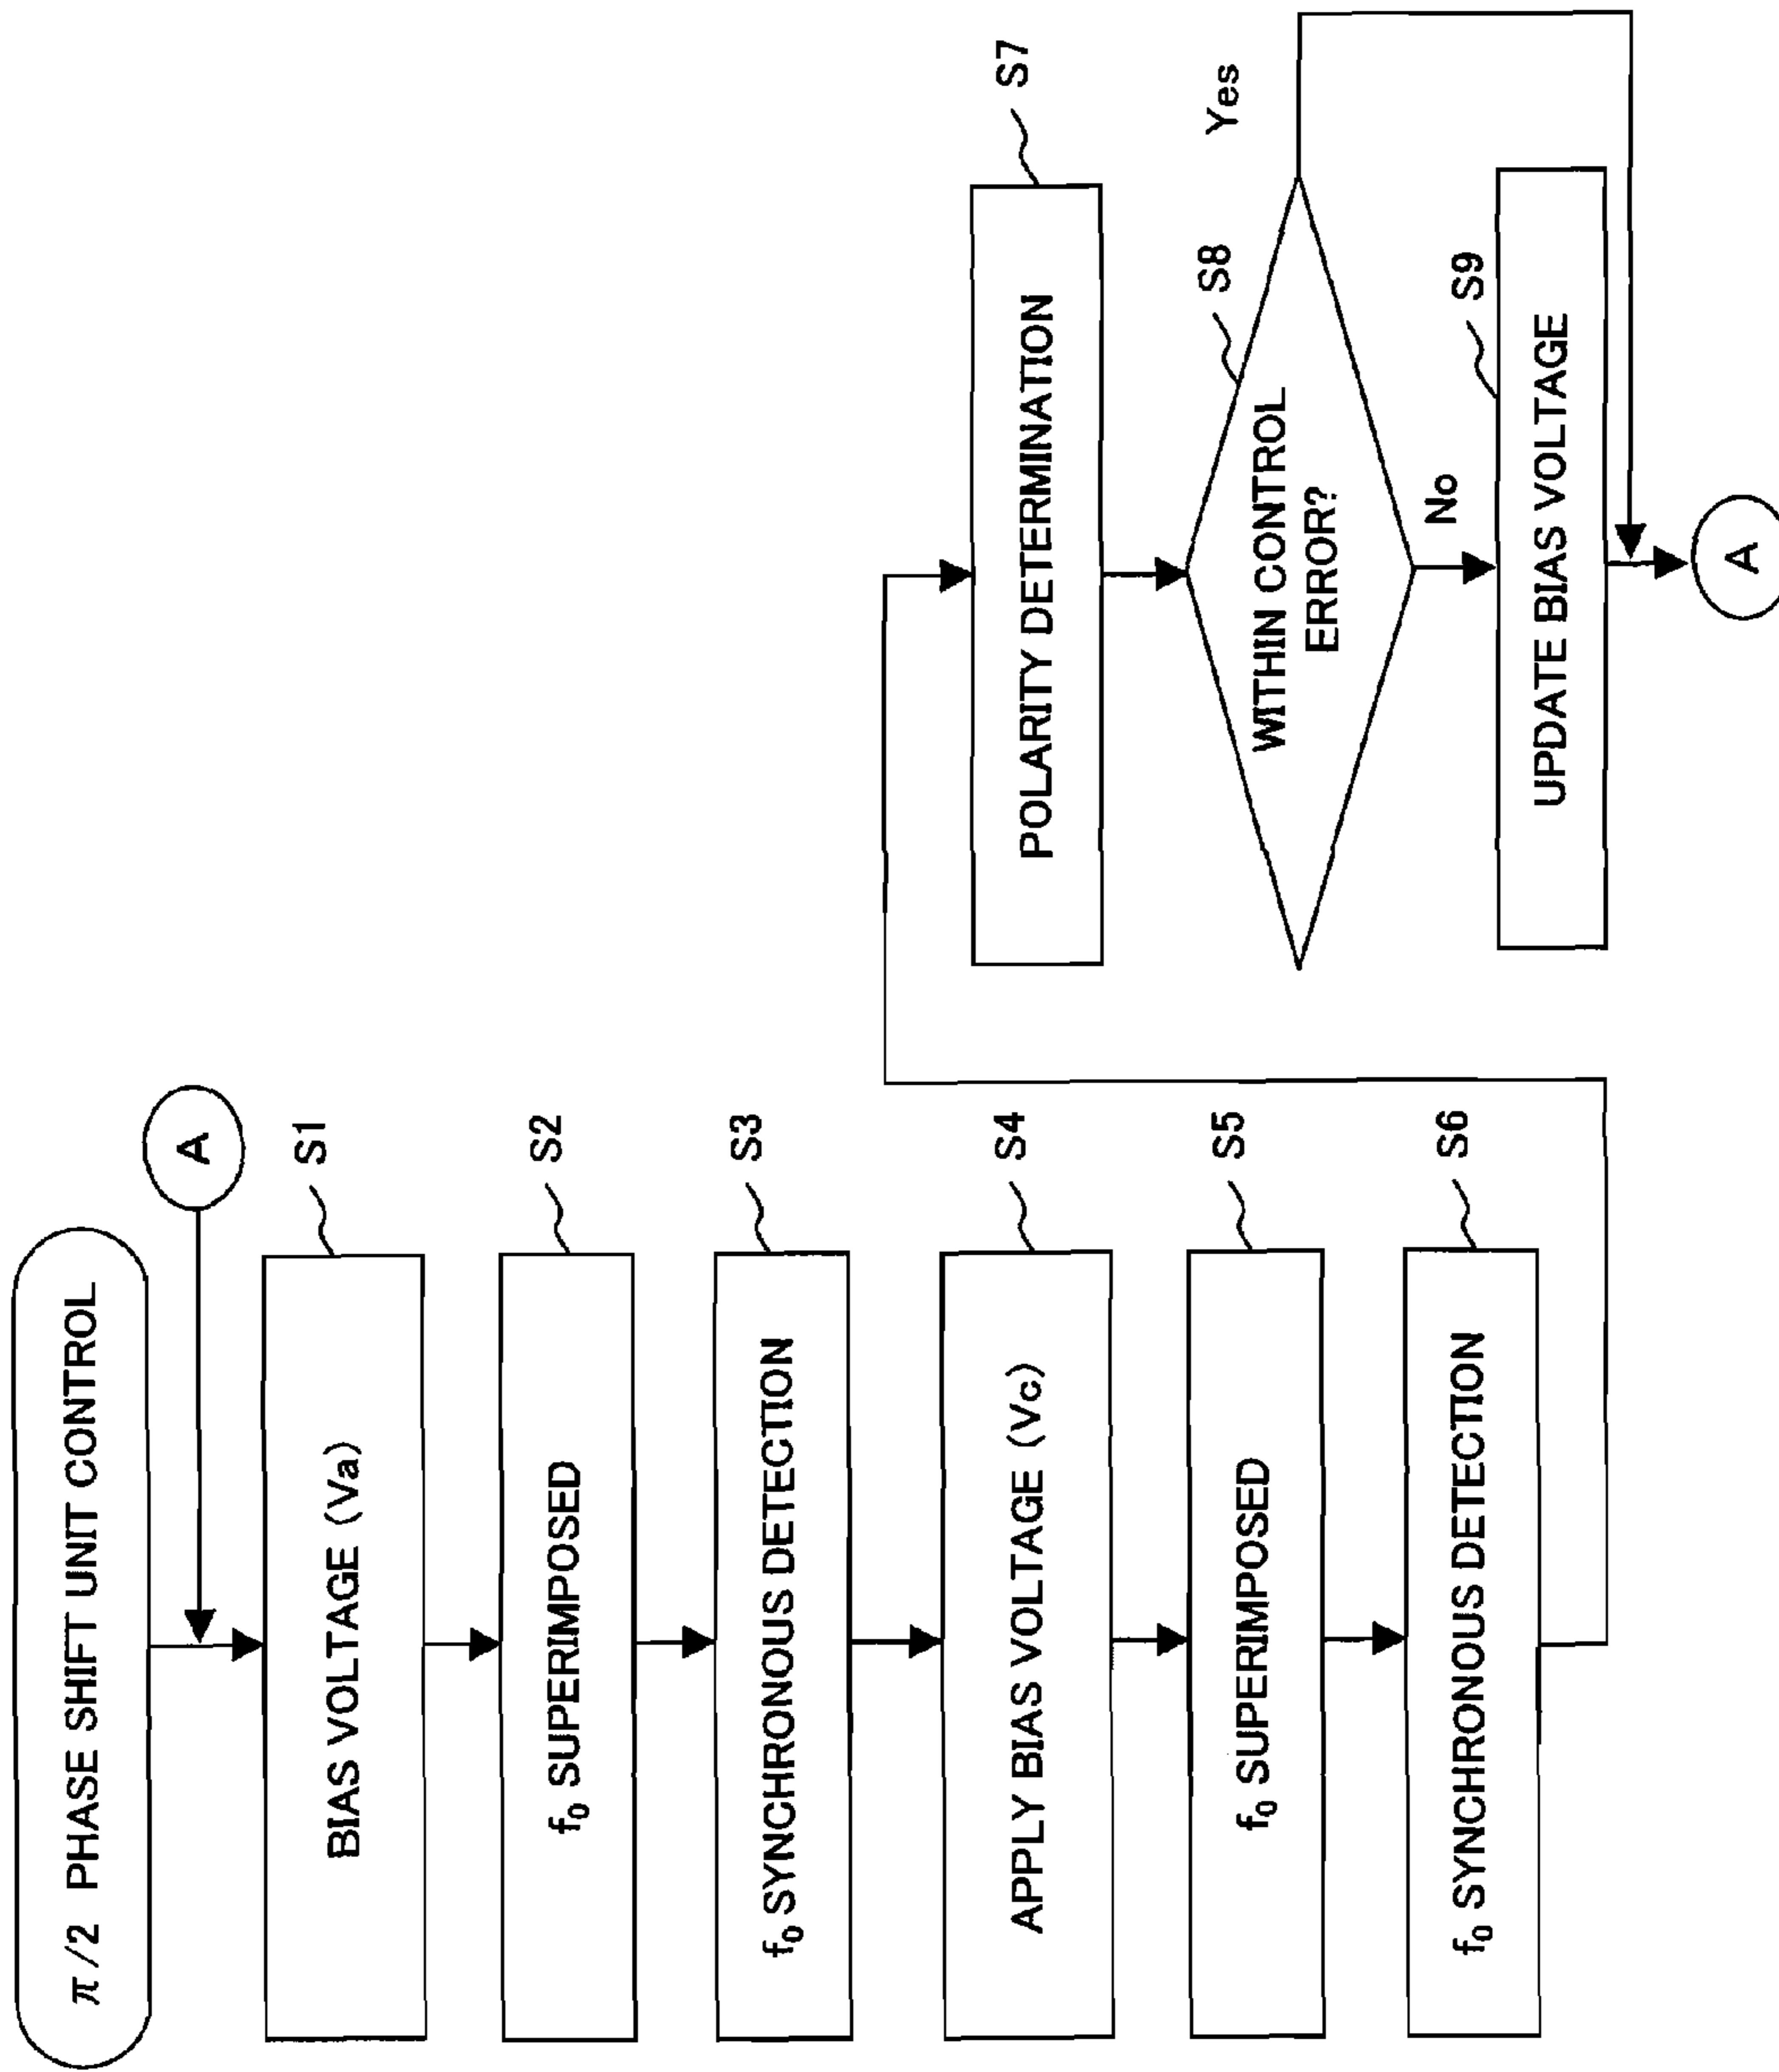 π/2 PHASE SHIFT UNIT CONTROL
A
BIAS VOLTAGE (Va)
S1
f₀ SUPERIMPOSED
S2
f₀ SYNCHRONOUS DETECTION
S3
APPLY BIAS VOLTAGE (Vc)
S4
f₀ SUPERIMPOSED
S5
f₀ SYNCHRONOUS DETECTION
S6
POLARITY DETERMINATION
S7
WITHIN CONTROL
ERROR?
S8
Yes
No
UPDATE BIAS VOLTAGE
S9
A